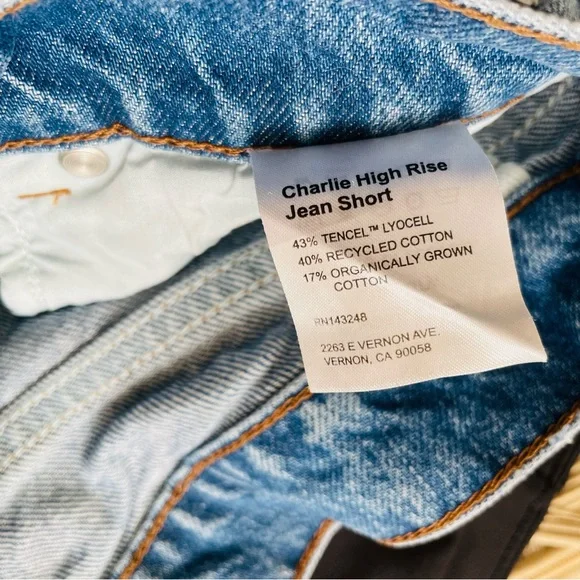 Charlie High Rise
Jean Short
43% TENCEL™ LYOCELL
40% RECYCLED COTTON
17% ORGANICALLY GROWN
COTTON
RN143248
2263 E VERNON AVE.
VERNON, CA 90058